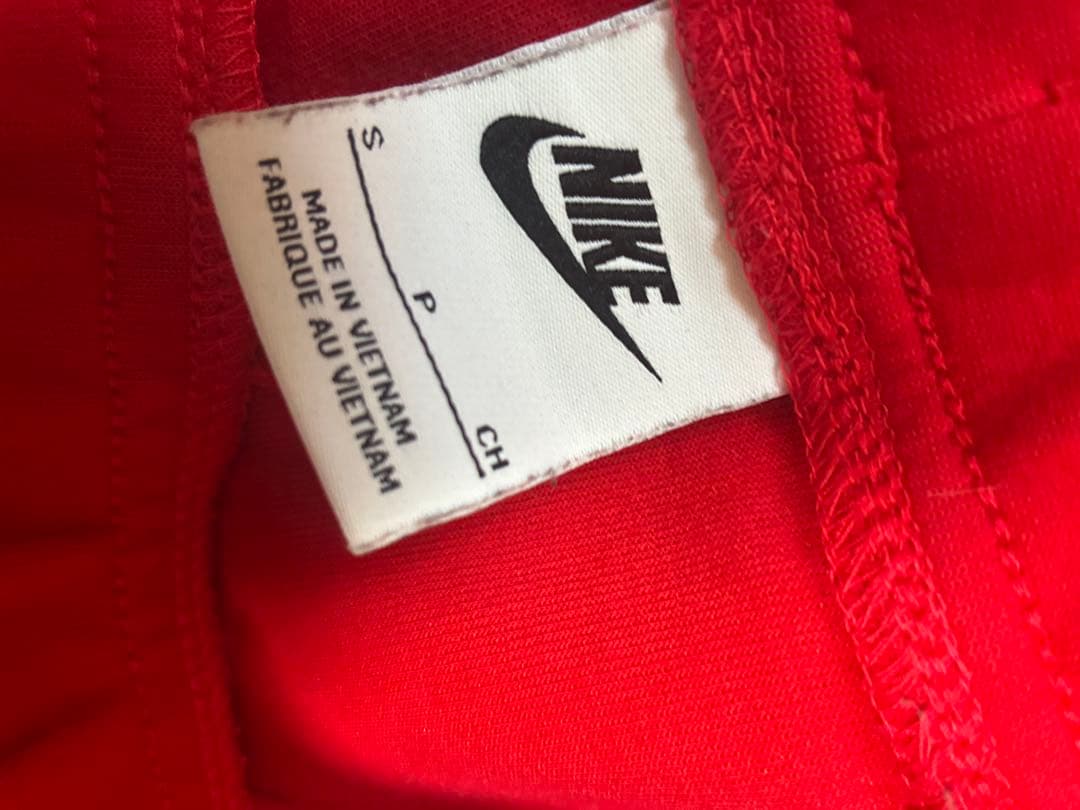 NIKE
S P CH
MADE IN VIETNAM
FABRIQUE AU VIETNAM